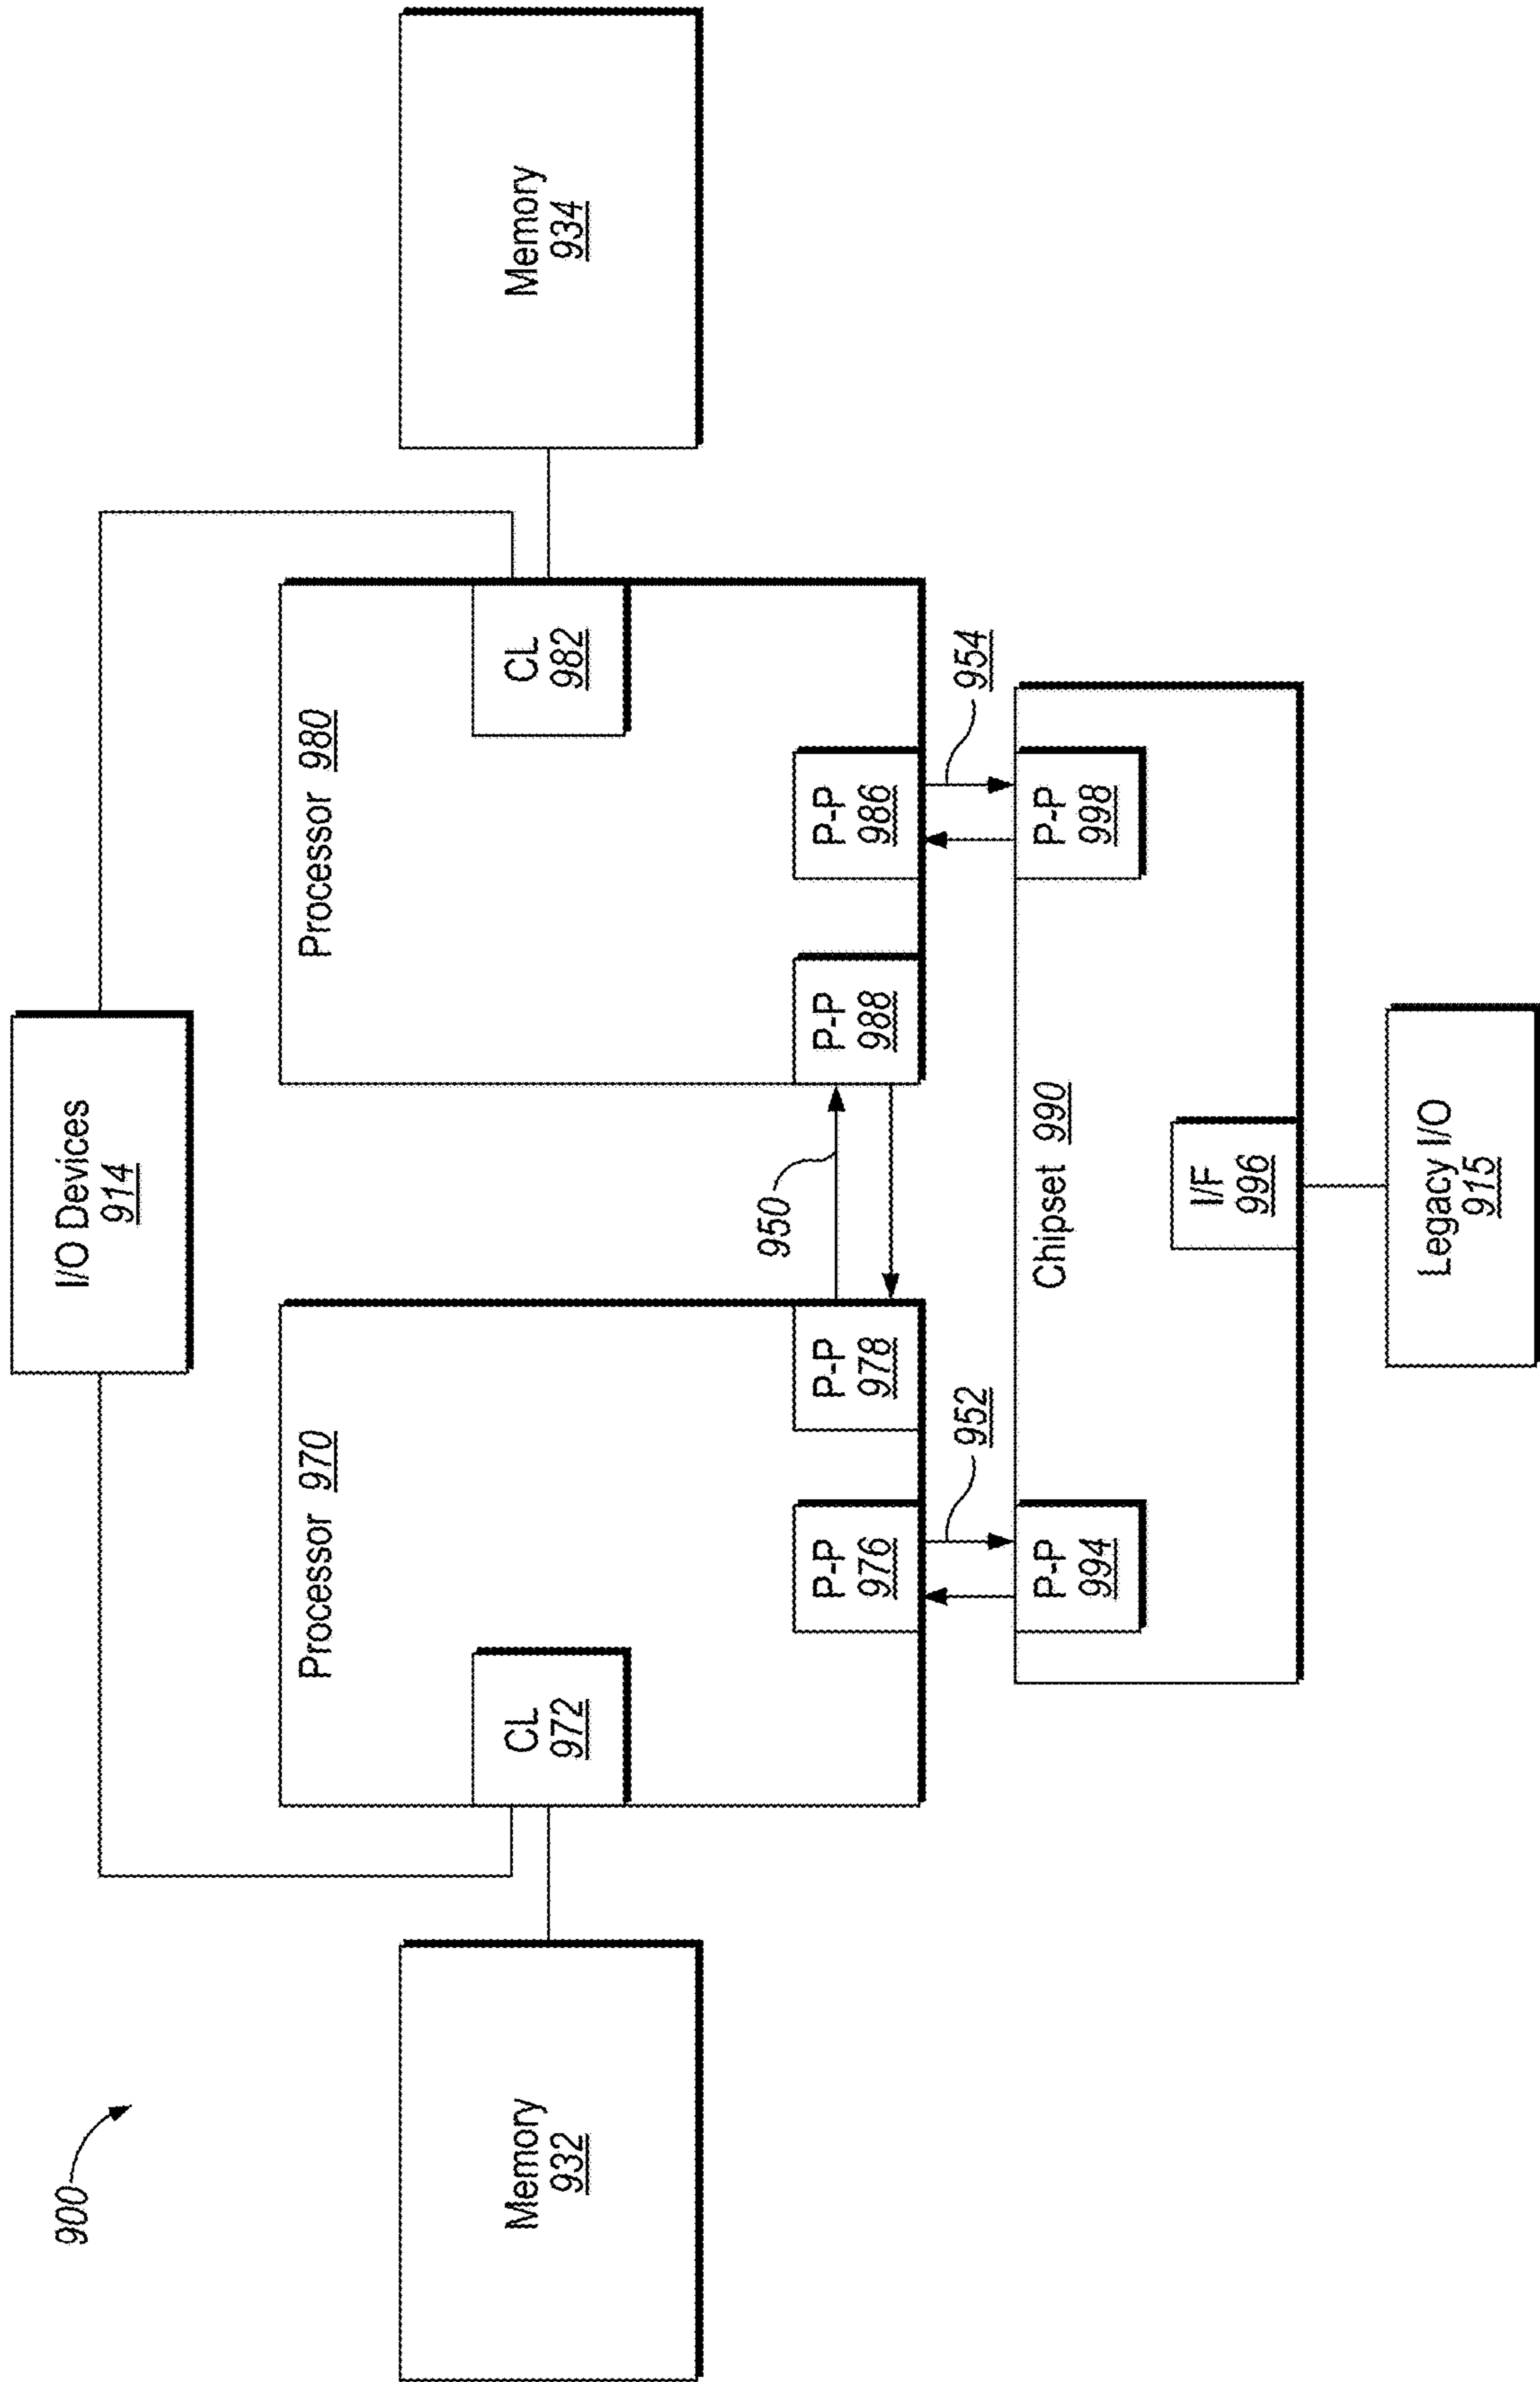 900
I/O Devices
914
Memory
932
Processor 970
CL
972
P-P
976
P-P
978
950
Processor 980
CL
982
P-P
988
P-P
986
Memory
934
952
954
Chipset 990
P-P
994
P-P
998
I/F
996
Legacy I/O
915